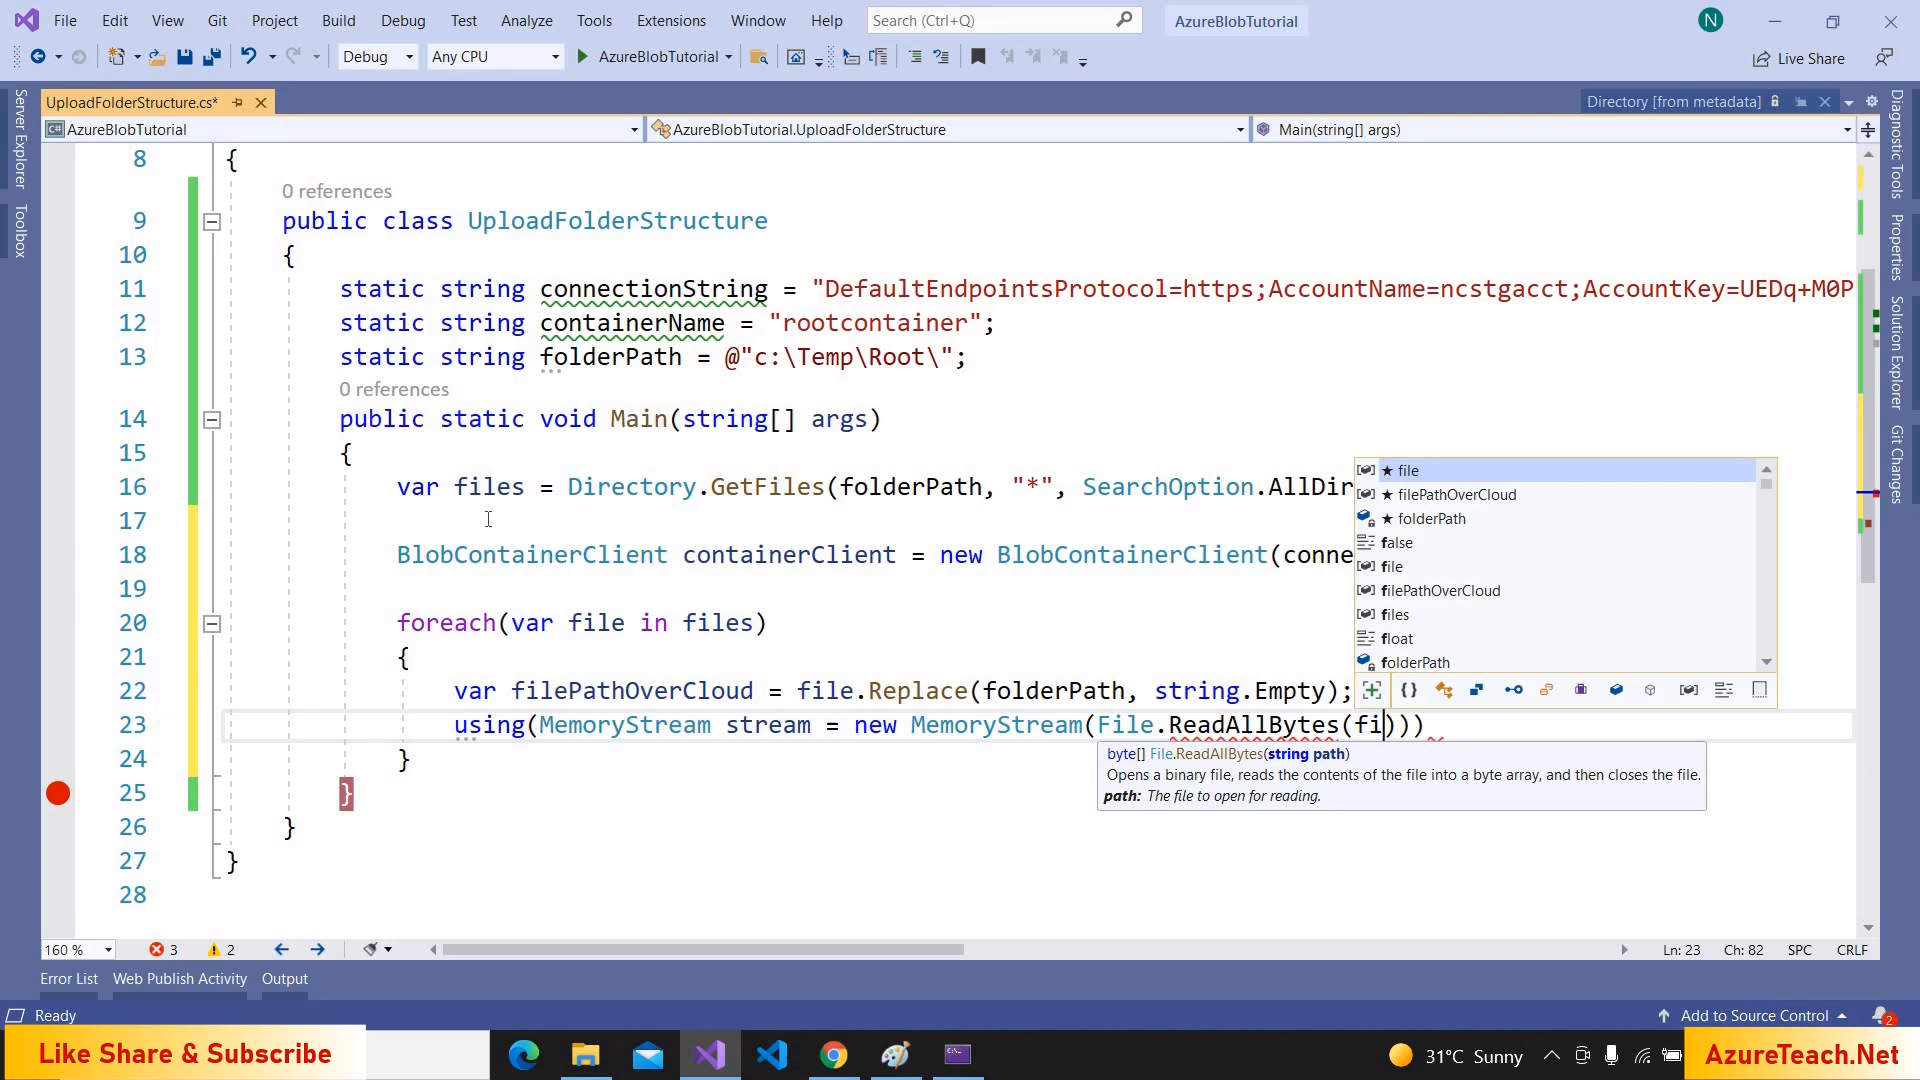 File Edit View Git Project Build Debug Test Analyze Tools Extensions Window Help Search (Ctrl+Q) AzureBlobTutorial N
Debug Any CPU AzureBlobTutorial Live Share
UploadFolderStructure.cs* Directory [from metadata]
AzureBlobTutorial AzureBlobTutorial.UploadFolderStructure Main(string[] args)
Server Explorer
Toolbox
Diagnostic Tools
Properties
Solution Explorer
Git Changes
8 {
0 references
9 public class UploadFolderStructure
10 {
11 static string connectionString = "DefaultEndpointsProtocol=https;AccountName=ncstgacct;AccountKey=UEDq+M0P
12 static string containerName = "rootcontainer";
13 static string folderPath = @"c:\Temp\Root\";
0 references
14 public static void Main(string[] args)
15 {
16 var files = Directory.GetFiles(folderPath, "*", SearchOption.AllDir
17
18 BlobContainerClient containerClient = new BlobContainerClient(conne
19
20 foreach(var file in files)
21 {
22 var filePathOverCloud = file.Replace(folderPath, string.Empty);
23 using(MemoryStream stream = new MemoryStream(File.ReadAllBytes(fi)))
24 }
25 }
26 }
27 }
28
★ file
★ filePathOverCloud
★ folderPath
false
file
filePathOverCloud
files
float
folderPath
byte[] File.ReadAllBytes(string path)
Opens a binary file, reads the contents of the file into a byte array, and then closes the file.
path: The file to open for reading.
160 % 3 2 Ln: 23 Ch: 82 SPC CRLF
Error List Web Publish Activity Output
Ready Add to Source Control 2
Like Share & Subscribe 31°C Sunny AzureTeach.Net